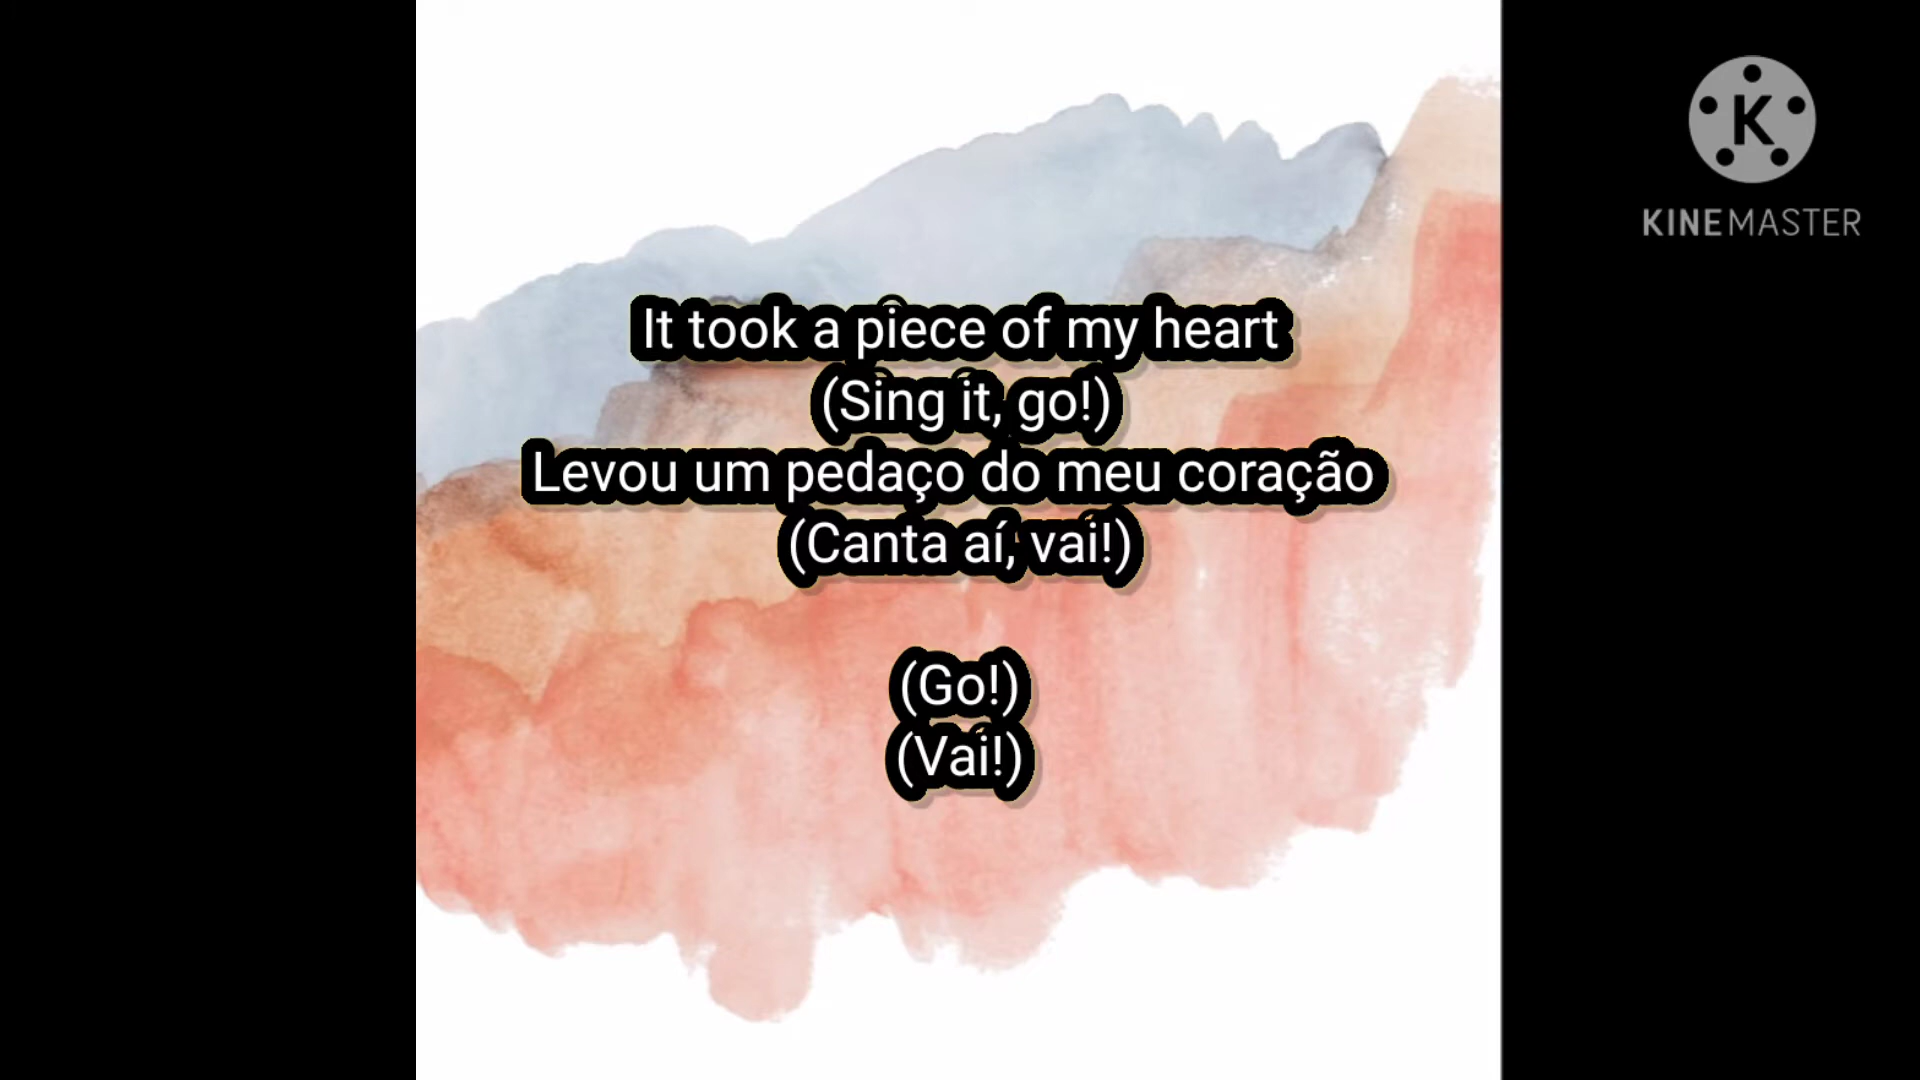 It took a piece of my heart
(Sing it, go!)
Levou um pedaço do meu coração
(Canta aí, vai!)
(Go!)
(Vai!)
K
KINEMASTER